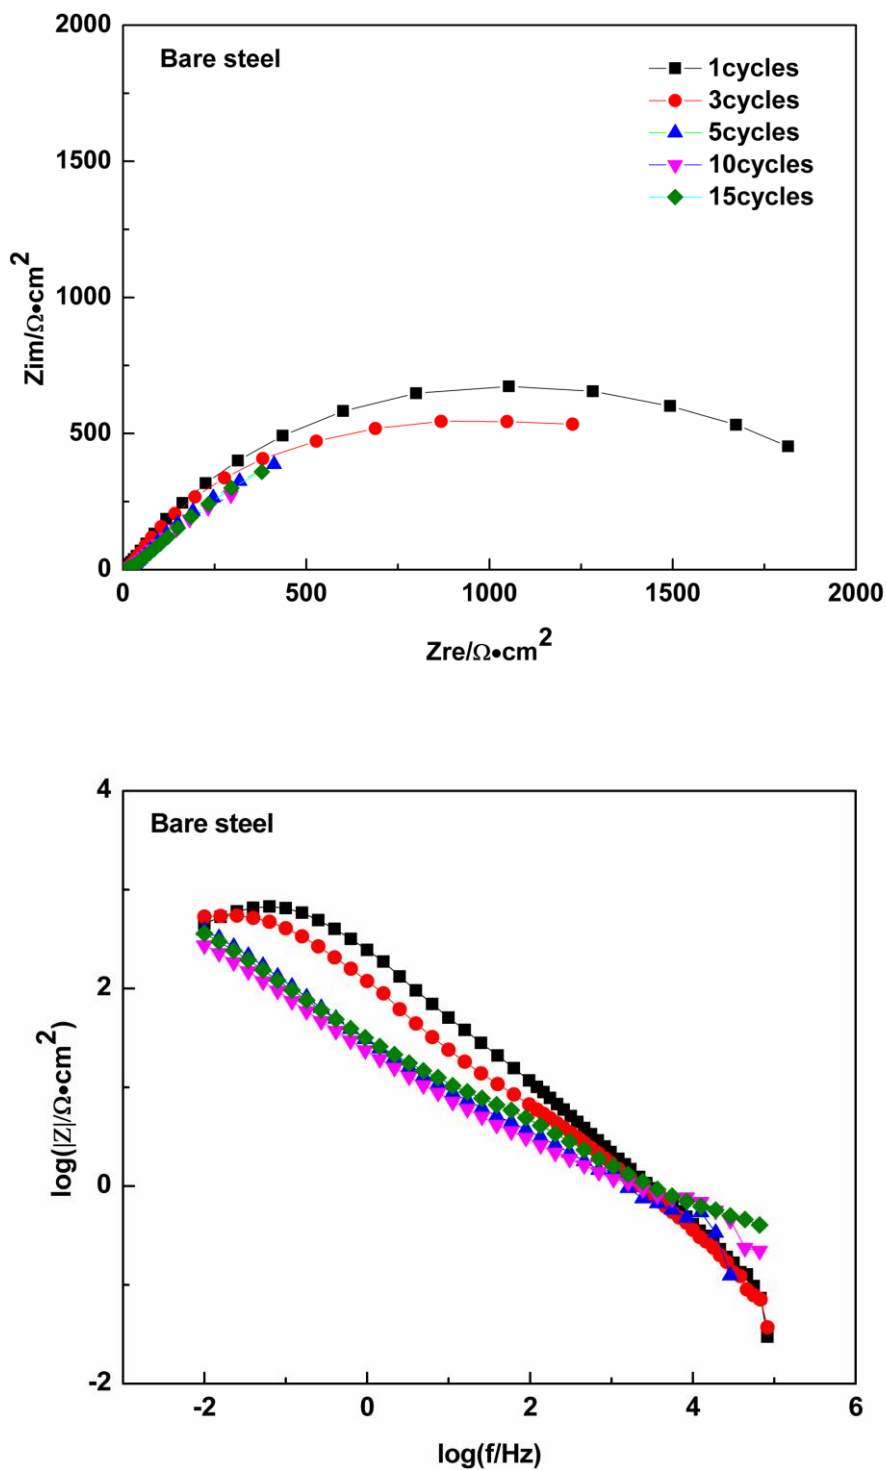 2000
Bare steel
1cycles
3cycles
5cycles
10cycles
15cycles
1500
1000
500
0
Zim/Ω•cm²
0 500 1000 1500 2000
Zre/Ω•cm²
4
Bare steel
2
0
-2
log(|Z|/Ω•cm²)
-2 0 2 4 6
log(f/Hz)